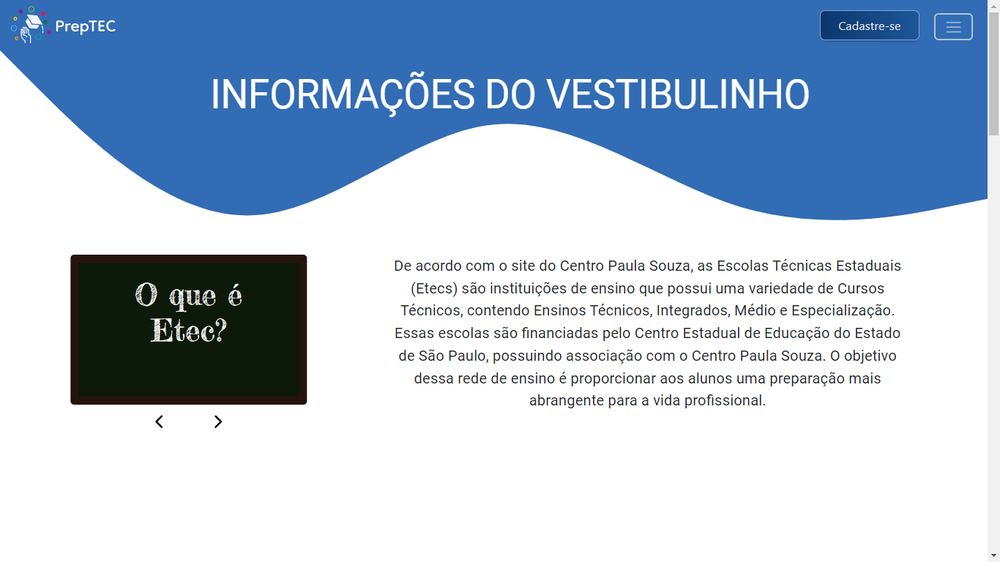 PrepTEC
Cadastre-se
INFORMAÇÕES DO VESTIBULINHO
O que é
Etec?
De acordo com o site do Centro Paula Souza, as Escolas Técnicas Estaduais
(Etecs) são instituições de ensino que possui uma variedade de Cursos
Técnicos, contendo Ensinos Técnicos, Integrados, Médio e Especialização.
Essas escolas são financiadas pelo Centro Estadual de Educação do Estado
de São Paulo, possuindo associação com o Centro Paula Souza. O objetivo
dessa rede de ensino é proporcionar aos alunos uma preparação mais
abrangente para a vida profissional.